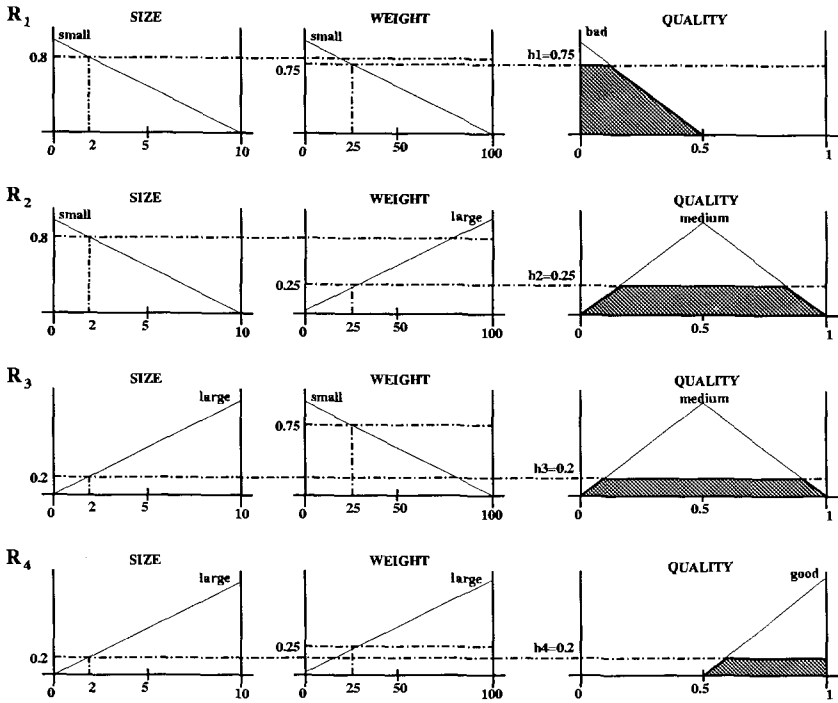 R1 SIZE WEIGHT QUALITY
small small bad
0.8 0.75 h1=0.75
0 2 5 10 0 25 50 100 0 0.5 1
R2 SIZE WEIGHT QUALITY
small large medium
0.8 0.25 h2=0.25
0 2 5 10 0 25 50 100 0 0.5 1
R3 SIZE WEIGHT QUALITY
large small medium
0.2 0.75 h3=0.2
0 2 5 10 0 25 50 100 0 0.5 1
R4 SIZE WEIGHT QUALITY
large large good
0.2 0.25 h4=0.2
0 2 5 10 0 25 50 100 0 0.5 1